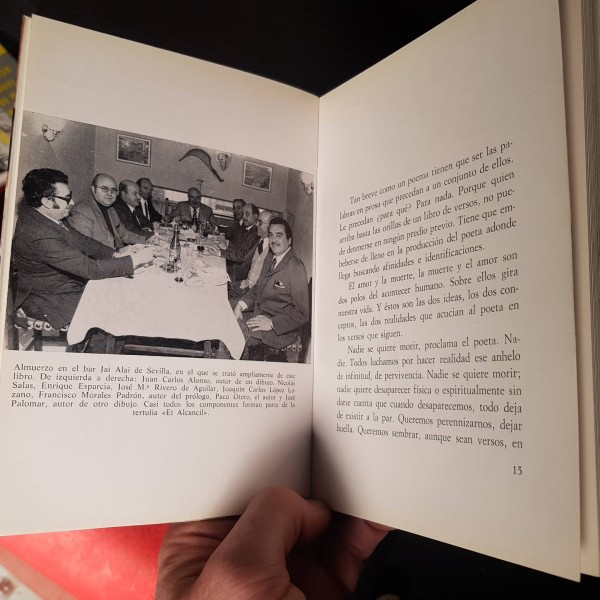 Almuerzo en el bar Jai Alai de Sevilla, en el que se trató ampliamente de este
libro. De izquierda a derecha: Juan Carlos Alonso, autor de un dibujo, Nicolás
Salas, Enrique Esparcia, José M.ª Rivero de Aguilar, Joaquín Carlos López Lo
zano, Francisco Morales Padrón, autor del prólogo, Paco Otero, el autor y José
Palomar, autor de otro dibujo. Casi todos los componentes forman parte de la
tertulia «El Alcancil».
Tan breve como un poema tienen que ser las pa-
labras en prosa que precedan a un conjunto de ellos.
Le precedan ¿para qué? Para nada. Porque quien
arriba hasta las orillas de un libro de versos, no pue-
de detenerse en ningún predio previo. Tiene que em-
beberse de lleno en la producción del poeta adonde
llega buscando afinidades e identificaciones.
El amor y la muerte, la muerte y el amor son
dos polos del acontecer humano. Sobre ellos gira
nuestra vida. Y éstos son las dos ideas, los dos con-
ceptos, las dos realidades que acucian al poeta en
los versos que siguen.
Nadie se quiere morir, proclama el poeta. Na-
die. Todos luchamos por hacer realidad ese anhelo
de infinitud, de pervivencia. Nadie se quiere morir;
nadie quiere desaparecer física o espiritualmente sin
darse cuenta que cuando desaparecemos, todo deja
de existir a la par. Queremos perennizarnos, dejar
huella. Queremos sembrar, aunque sean versos, en
15